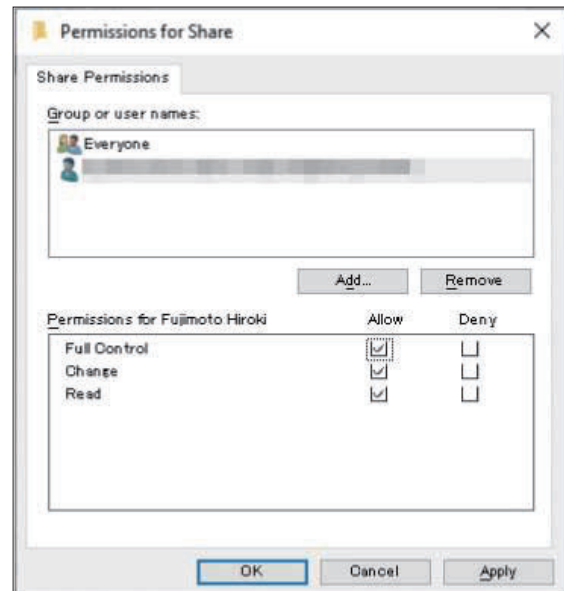 Permissions for Share
Share Permissions
Group or user names:
Everyone
Add... Remove
Permissions for Fujimoto Hiroki Allow Deny
Full Control
Change
Read
OK Cancel Apply